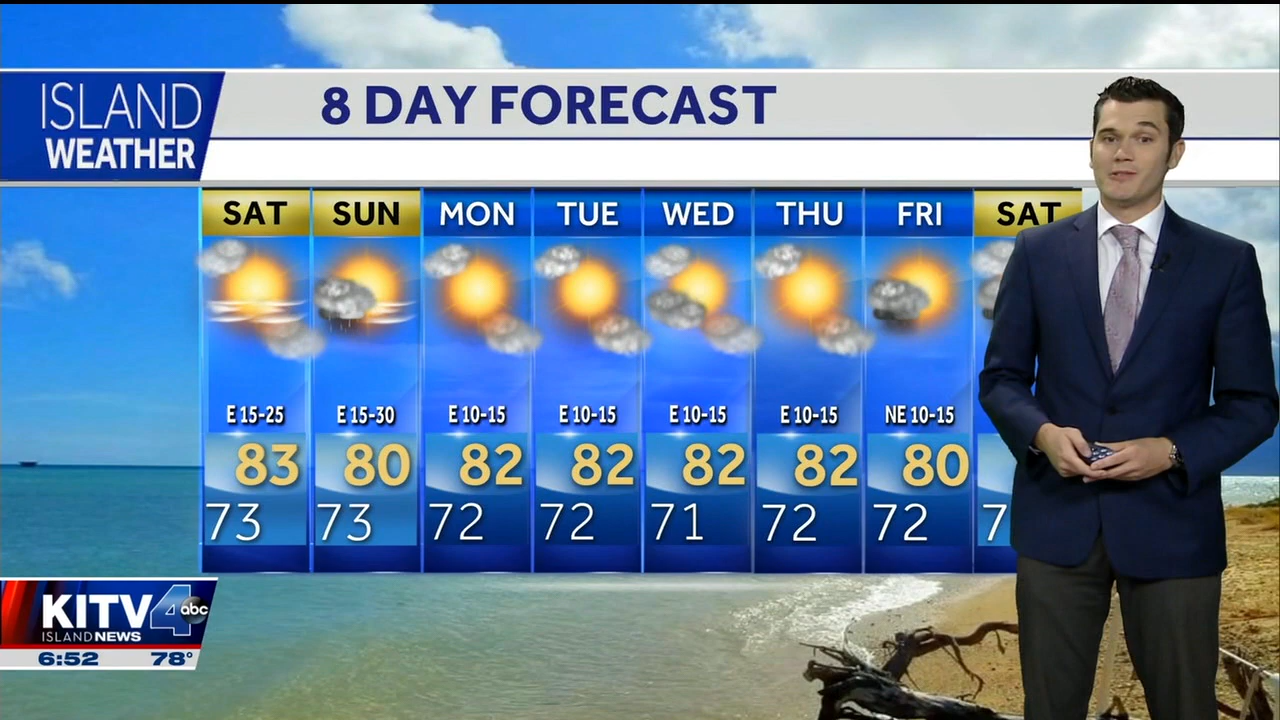 ISLAND
WEATHER
8 DAY FORECAST
SAT SUN MON TUE WED THU FRI SAT
E 15-25 E 15-30 E 10-15 E 10-15 E 10-15 E 10-15 NE 10-15
83 80 82 82 82 82 80
73 73 72 72 71 72 72
KITV4 abc
ISLAND NEWS
6:52 78°